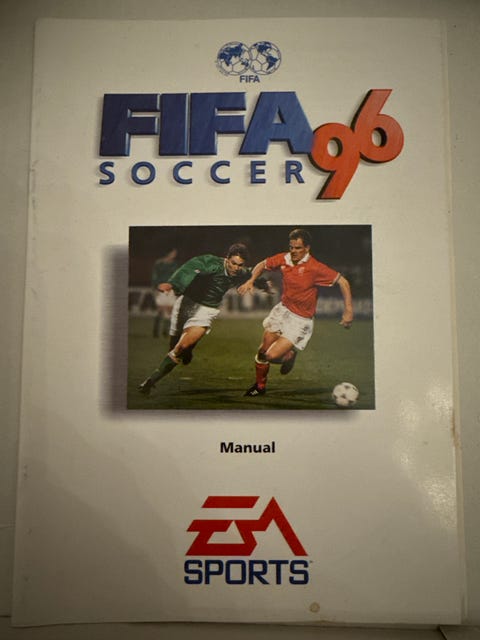 FIFA
FIFA 96
SOCCER
Manual
EA
SPORTS